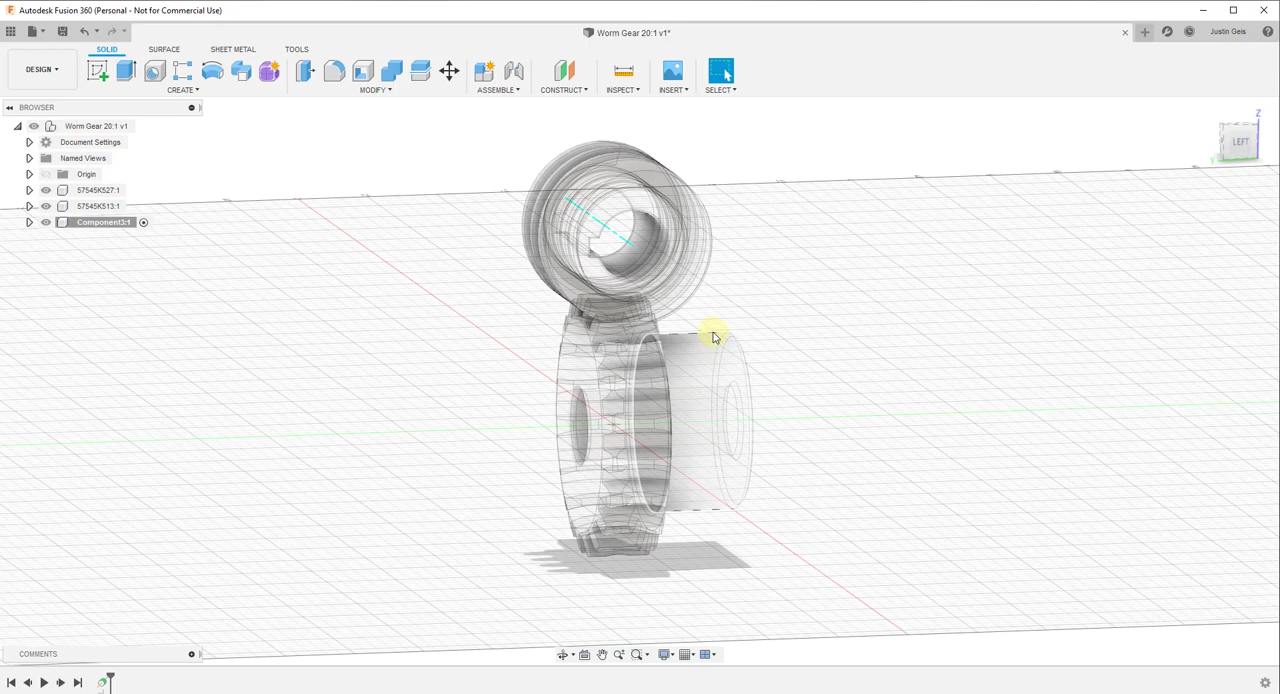 Autodesk Fusion 360 (Personal - Not for Commercial Use)
Worm Gear 20:1 v1*
Justin Geis
DESIGN
SOLID
SURFACE
SHEET METAL
TOOLS
CREATE
MODIFY
ASSEMBLE
CONSTRUCT
INSPECT
INSERT
SELECT
BROWSER
Worm Gear 20:1 v1
Document Settings
Named Views
Origin
57545K527:1
57545K513:1
Component3:1
Z
LEFT
Y
COMMENTS